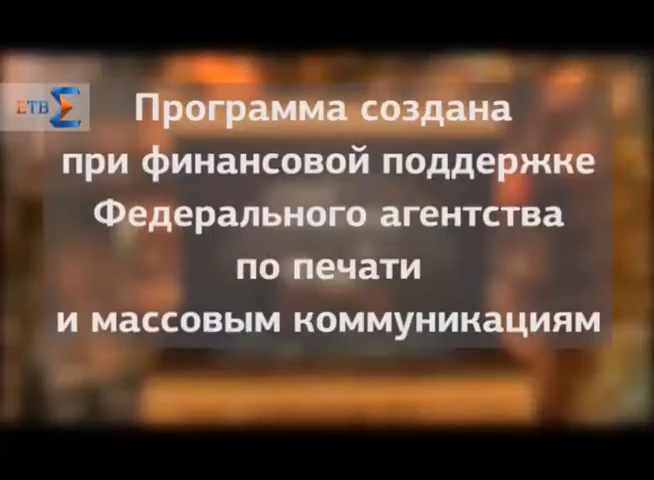 ЕТВ
Программа создана
при финансовой поддержке
Федерального агентства
по печати
и массовым коммуникациям